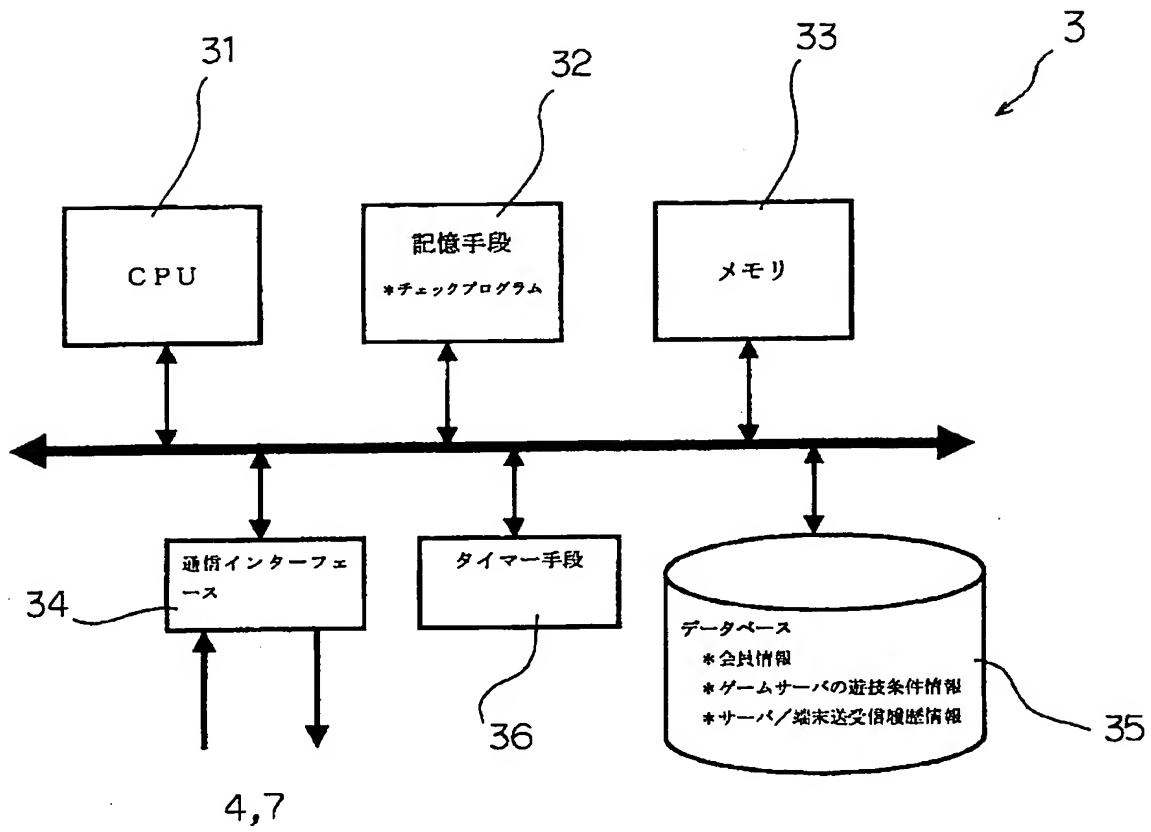 31
32
33
3
CPU
記憶手段
*チェックプログラム
メモリ
通信インターフェ
ース
34
タイマー手段
36
データベース
*会員情報
*ゲームサーバの遊技条件情報
*サーバ/端末送受信履歴情報
35
4,7